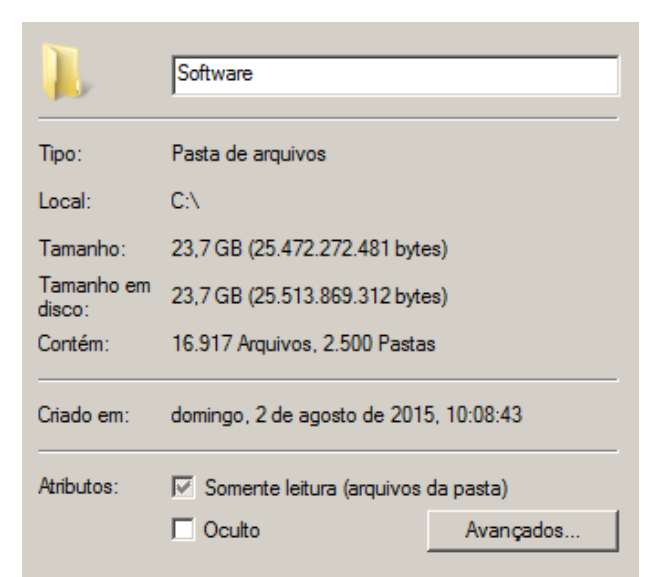 Software
Tipo: Pasta de arquivos
Local: C:\
Tamanho: 23,7 GB (25.472.272.481 bytes)
Tamanho em disco: 23,7 GB (25.513.869.312 bytes)
Contém: 16.917 Arquivos, 2.500 Pastas
Criado em: domingo, 2 de agosto de 2015, 10:08:43
Atributos: Somente leitura (arquivos da pasta)
Oculto Avançados...